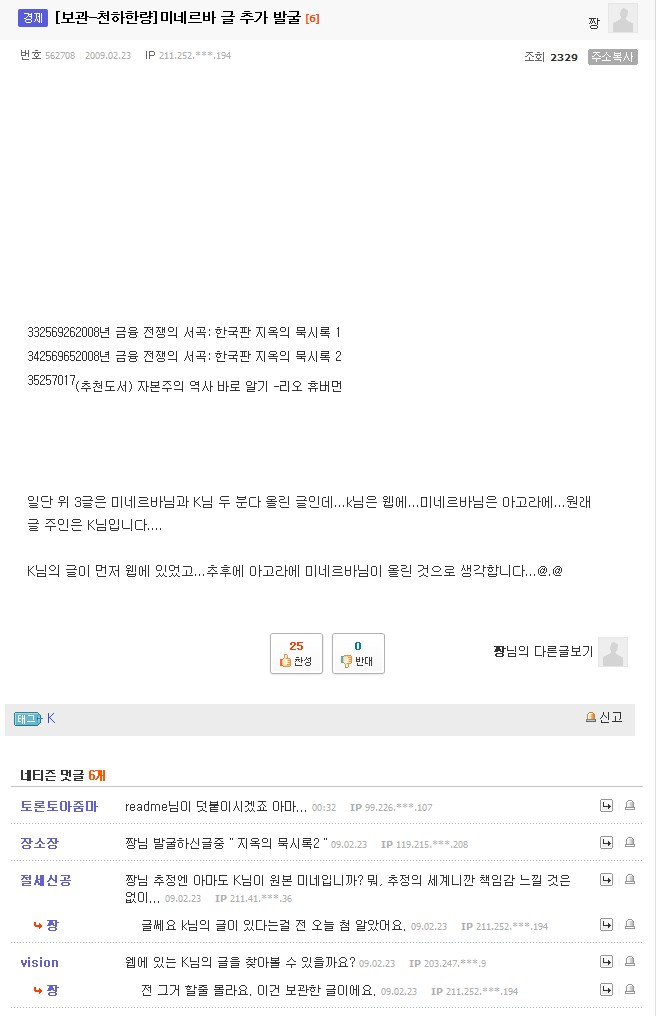 경제 [보관-천하한량]미네르바 글 추가 발굴 [6]
짱
번호 562708 2009.02.23 IP 211.252.***.194
조회 2329 주소복사
332569262008년 금융 전쟁의 서곡: 한국판 지옥의 묵시록 1
342569652008년 금융 전쟁의 서곡: 한국판 지옥의 묵시록 2
35257017(추천도서) 자본주의 역사 바로 알기 -리오 휴버먼
일단 위 3글은 미네르바님과 K님 두 분다 올린 글인데...k님은 웹에...미네르바님은 아고라에...원래
글 주인은 K님입니다....
K님의 글이 먼저 웹에 있었고...추후에 아고라에 미네르바님이 올린 것으로 생각합니다...@.@
25 찬성
0 반대
짱님의 다른글보기
태그 K
신고
네티즌 댓글 6개
토론토아줌마 readme님이 덧붙이시겠죠 아마... 00:32 IP 99.226.***.107
장소장 짱님 발굴하신글중 " 지옥의 묵시록2 " 09.02.23 IP 119.215.***.208
절세신공 짱님 추정엔 아마도 K님이 원본 미네입니까? 뭐, 추정의 세계니깐 책임감 느낄 것은
없이... 09.02.23 IP 211.41.***.36
짱 글쎄요 k님의 글이 있다는걸 전 오늘 첨 알았어요. 09.02.23 IP 211.252.***.194
vision 웹에 있는 K님의 글을 찾아볼 수 있을까요? 09.02.23 IP 203.247.***.9
짱 전 그거 할줄 몰라요. 이건 보관한 글이에요. 09.02.23 IP 211.252.***.194